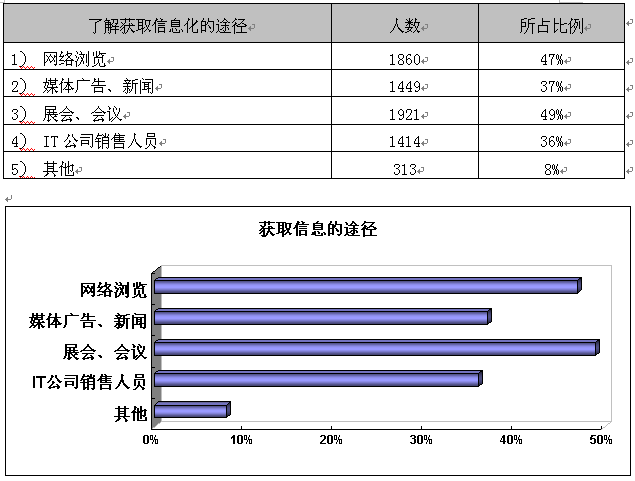 了解获取信息化的途径 人数 所占比例
1） 网络浏览 1860 47%
2） 媒体广告、新闻 1449 37%
3） 展会、会议 1921 49%
4） IT公司销售人员 1414 36%
5） 其他 313 8%
获取信息的途径
网络浏览
媒体广告、新闻
展会、会议
IT公司销售人员
其他
0% 10% 20% 30% 40% 50%